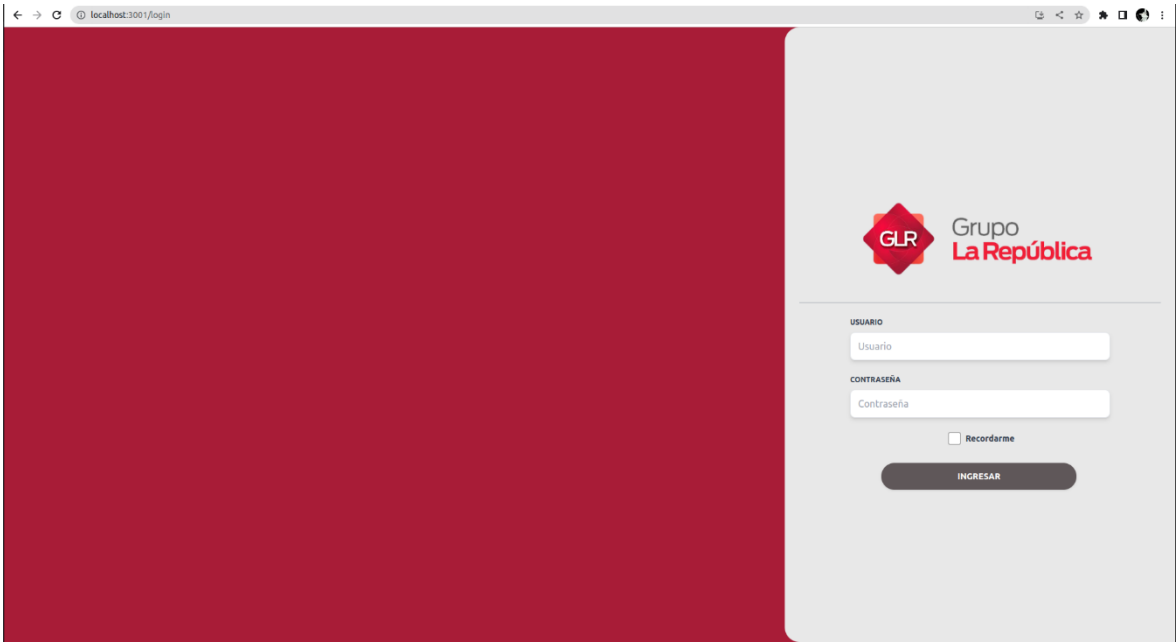 localhost:3001/login
GLR
Grupo
La República
USUARIO
Usuario
CONTRASEÑA
Contraseña
Recordarme
INGRESAR